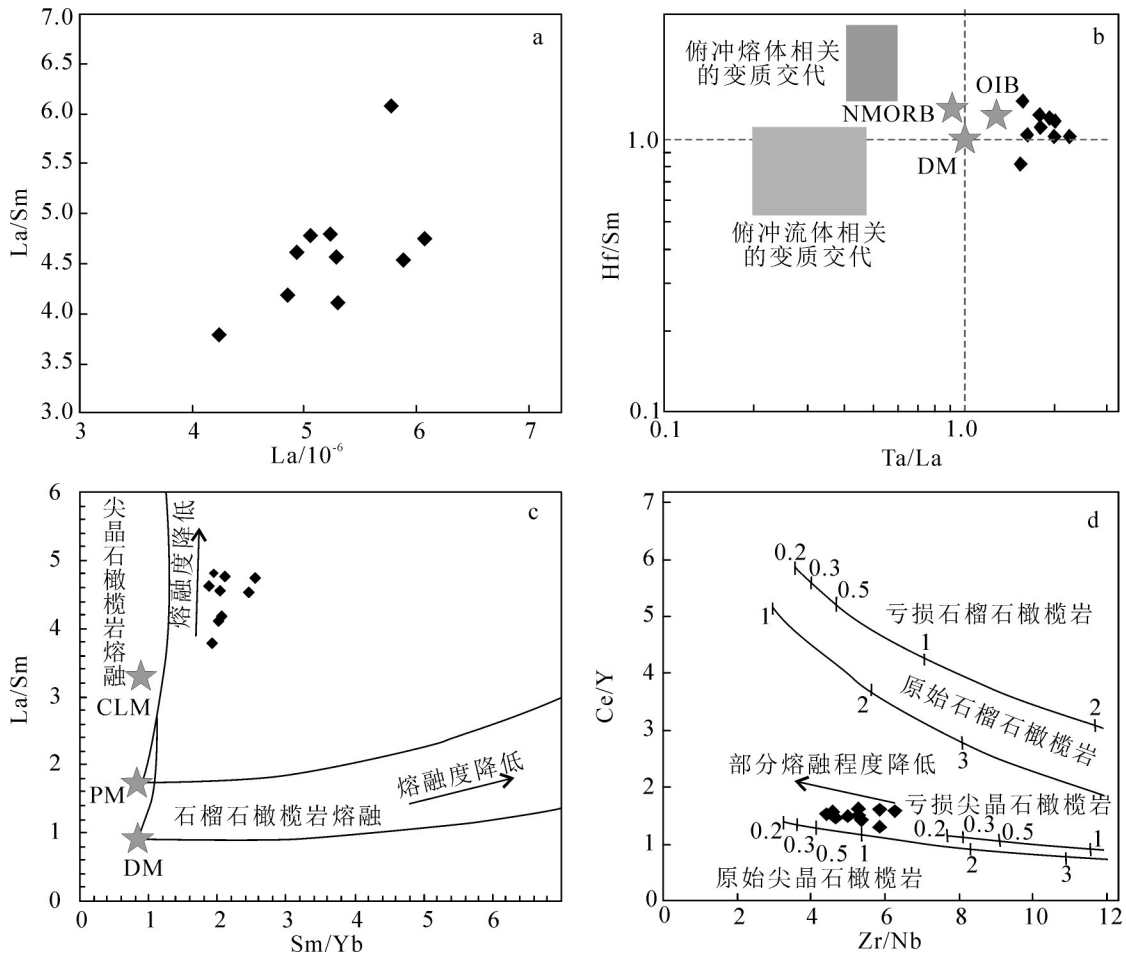 a
La/Sm
7.0
6.5
6.0
5.5
5.0
4.5
4.0
3.5
3.0
3
4
5
6
7
La/10⁻⁶
b
俯冲熔体相关
的变质交代
NMORB
OIB
DM
俯冲流体相关
的变质交代
Hf/Sm
1.0
0.1
0.1
1.0
Ta/La
c
尖晶石橄榄岩熔融
熔融度降低
CLM
PM
DM
石榴石橄榄岩熔融
熔融度降低
La/Sm
6
5
4
3
2
1
0
0
1
2
3
4
5
6
Sm/Yb
d
0.2
0.3
0.5
1
2
亏损石榴石橄榄岩
1
2
3
原始石榴石橄榄岩
部分熔融程度降低
亏损尖晶石橄榄岩
0.2
0.3
0.5
1
0.2
0.3
0.5
1
2
3
原始尖晶石橄榄岩
Ce/Y
7
6
5
4
3
2
1
0
0
2
4
6
8
10
12
Zr/Nb